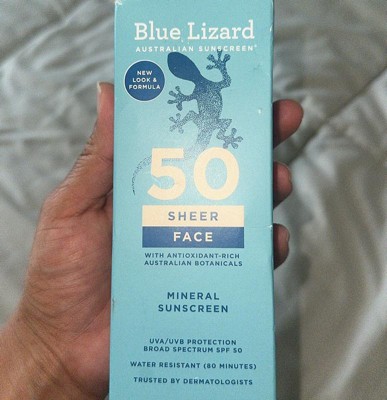 Blue Lizard
AUSTRALIAN SUNSCREEN®
NEW
LOOK &
FORMULA
50
SHEER
FACE
WITH ANTIOXIDANT-RICH
AUSTRALIAN BOTANICALS
MINERAL
SUNSCREEN
UVA/UVB PROTECTION
BROAD SPECTRUM SPF 50
WATER RESISTANT (80 MINUTES)
TRUSTED BY DERMATOLOGISTS